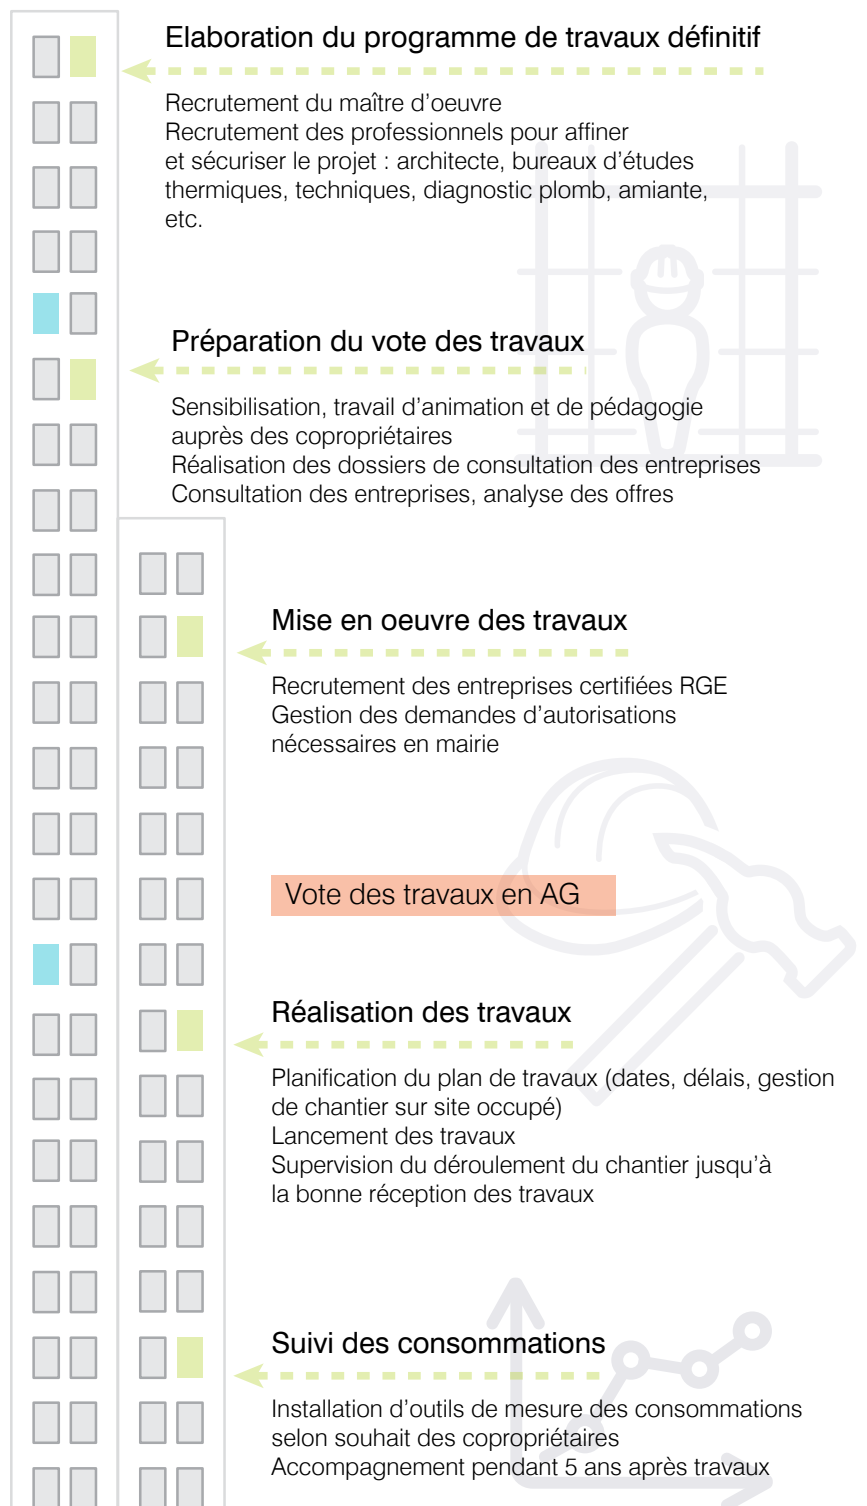 Elaboration du programme de travaux définitif
Recrutement du maître d'oeuvre
Recrutement des professionnels pour affiner
et sécuriser le projet : architecte, bureaux d'études
thermiques, techniques, diagnostic plomb, amiante,
etc.
Préparation du vote des travaux
Sensibilisation, travail d'animation et de pédagogie
auprès des copropriétaires
Réalisation des dossiers de consultation des entreprises
Consultation des entreprises, analyse des offres
Mise en oeuvre des travaux
Recrutement des entreprises certifiées RGE
Gestion des demandes d'autorisations
nécessaires en mairie
Vote des travaux en AG
Réalisation des travaux
Planification du plan de travaux (dates, délais, gestion
de chantier sur site occupé)
Lancement des travaux
Supervision du déroulement du chantier jusqu'à
la bonne réception des travaux
Suivi des consommations
Installation d'outils de mesure des consommations
selon souhait des copropriétaires
Accompagnement pendant 5 ans après travaux